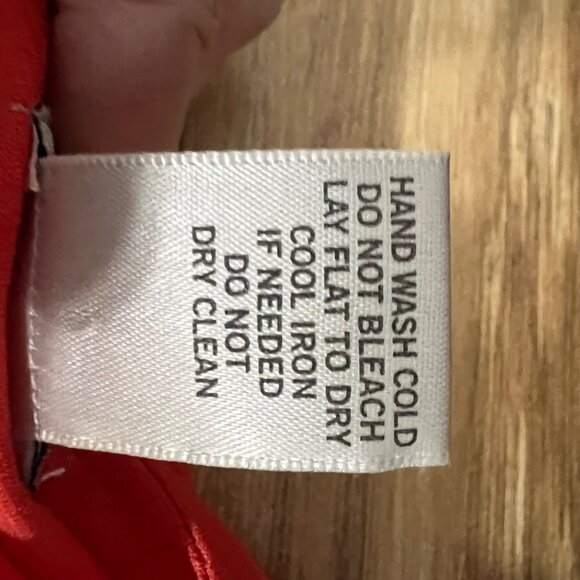 HAND WASH COLD
DO NOT BLEACH
LAY FLAT TO DRY
COOL IRON
IF NEEDED
DO NOT
DRY CLEAN